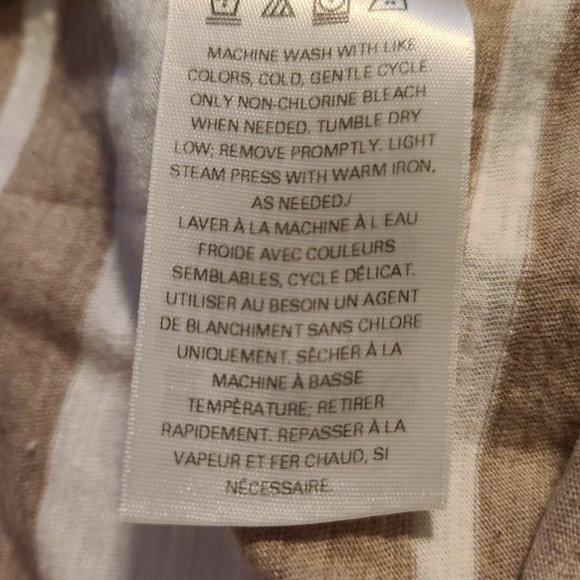 MACHINE WASH WITH LIKE
COLORS, COLD, GENTLE CYCLE.
ONLY NON-CHLORINE BLEACH
WHEN NEEDED. TUMBLE DRY
LOW; REMOVE PROMPTLY. LIGHT
STEAM PRESS WITH WARM IRON,
AS NEEDED./
LAVER À LA MACHINE À L EAU
FROIDE AVEC COULEURS
SEMBLABLES, CYCLE DÉLICAT.
UTILISER AU BESOIN UN AGENT
DE BLANCHIMENT SANS CHLORE
UNIQUEMENT. SÉCHER À LA
MACHINE À BASSE
TEMPÉRATURE; RETIRER
RAPIDEMENT. REPASSER À LA
VAPEUR ET FER CHAUD, SI
NÉCESSAIRE.